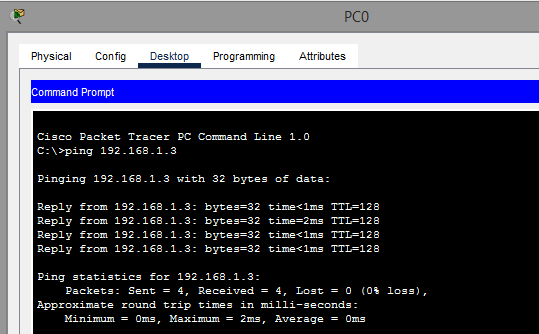 PC0
Physical Config Desktop Programming Attributes
Command Prompt
Cisco Packet Tracer PC Command Line 1.0
C:\>ping 192.168.1.3
Pinging 192.168.1.3 with 32 bytes of data:
Reply from 192.168.1.3: bytes=32 time<1ms TTL=128
Reply from 192.168.1.3: bytes=32 time=2ms TTL=128
Reply from 192.168.1.3: bytes=32 time<1ms TTL=128
Reply from 192.168.1.3: bytes=32 time<1ms TTL=128
Ping statistics for 192.168.1.3:
Packets: Sent = 4, Received = 4, Lost = 0 (0% loss),
Approximate round trip times in milli-seconds:
Minimum = 0ms, Maximum = 2ms, Average = 0ms